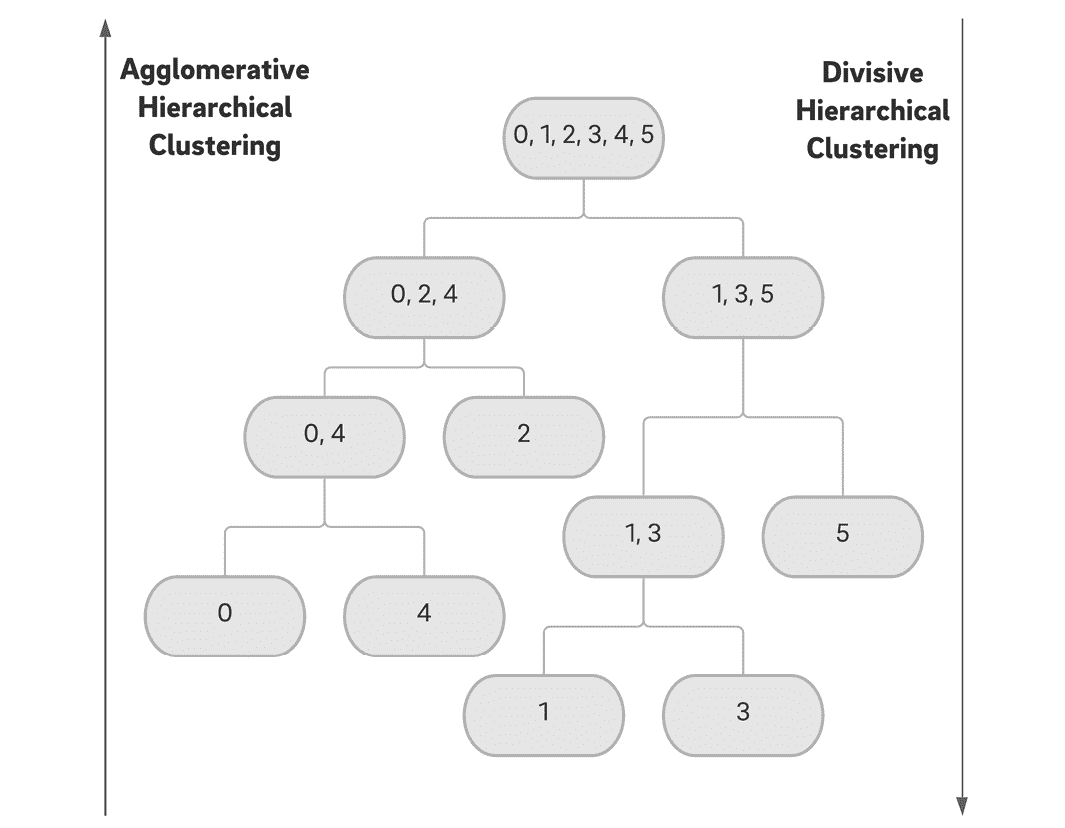 Agglomerative
Hierarchical
Clustering
Divisive
Hierarchical
Clustering
0, 1, 2, 3, 4, 5
0, 2, 4
1, 3, 5
0, 4
2
1, 3
5
0
4
1
3